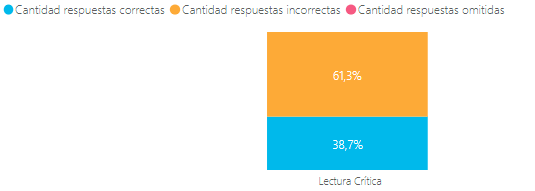 Cantidad respuestas correctas Cantidad respuestas incorrectas Cantidad respuestas omitidas
61,3%
38,7%
Lectura Crítica